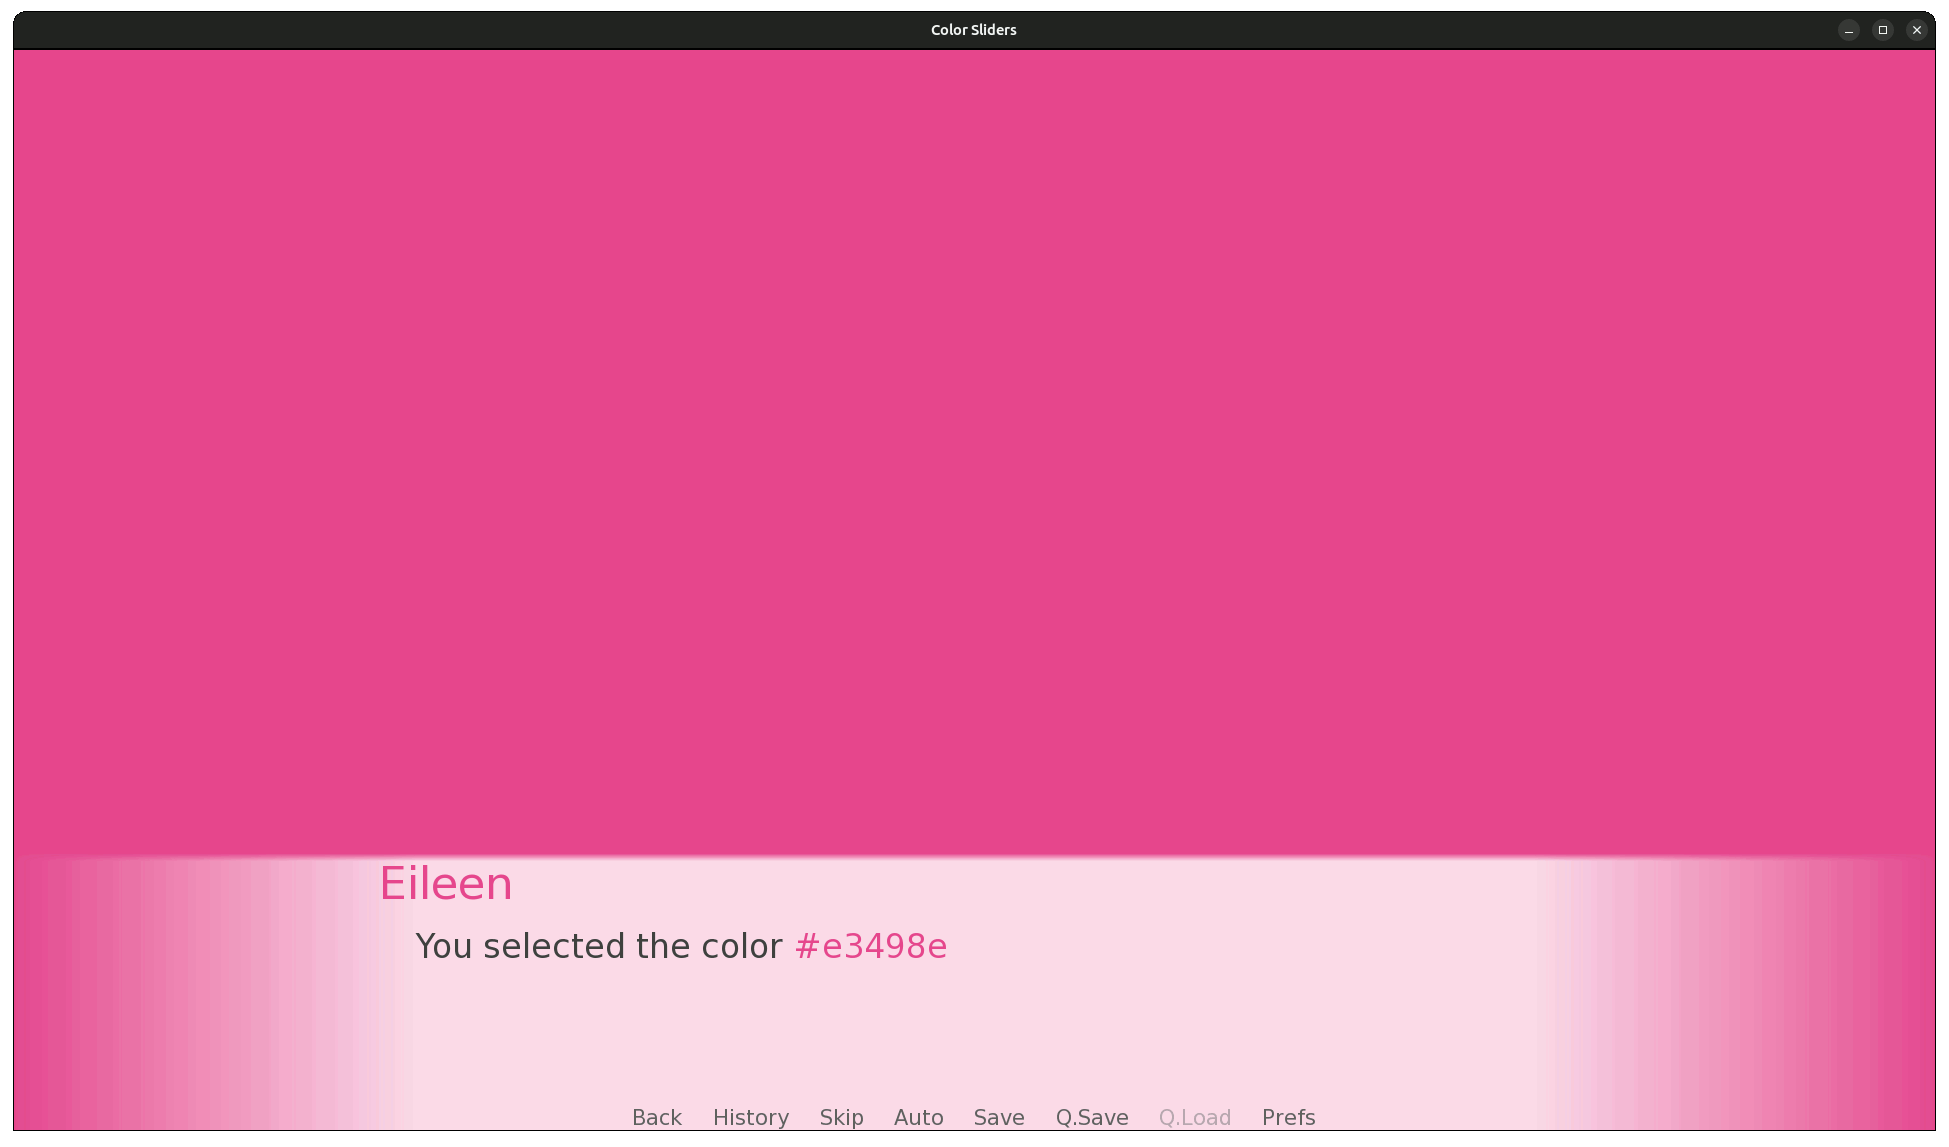 Color Sliders
Eileen
You selected the color #e3498e
Back History Skip Auto Save Q.Save Q.Load Prefs